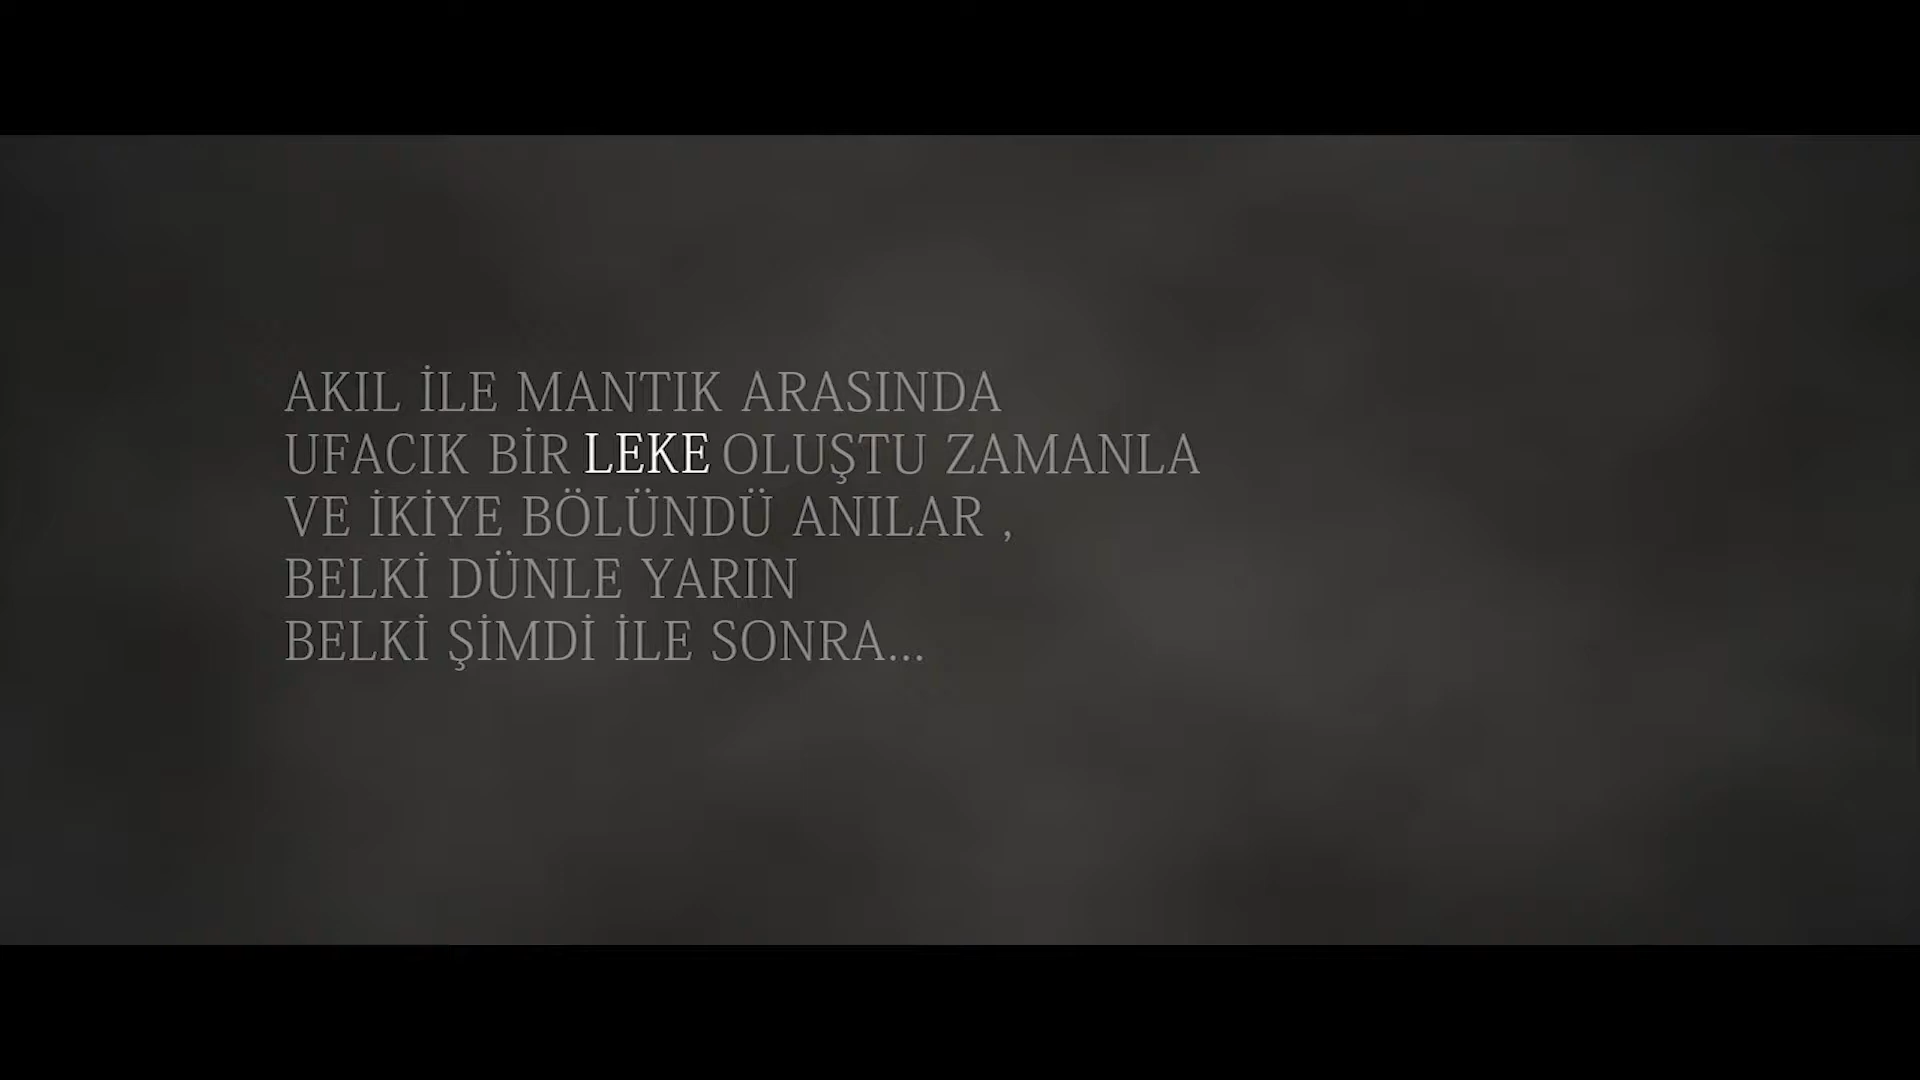 AKIL İLE MANTIK ARASINDA
UFACIK BİR LEKE OLUŞTU ZAMANLA
VE İKİYE BÖLÜNDÜ ANILAR ,
BELKİ DÜNLE YARIN
BELKİ ŞİMDİ İLE SONRA...